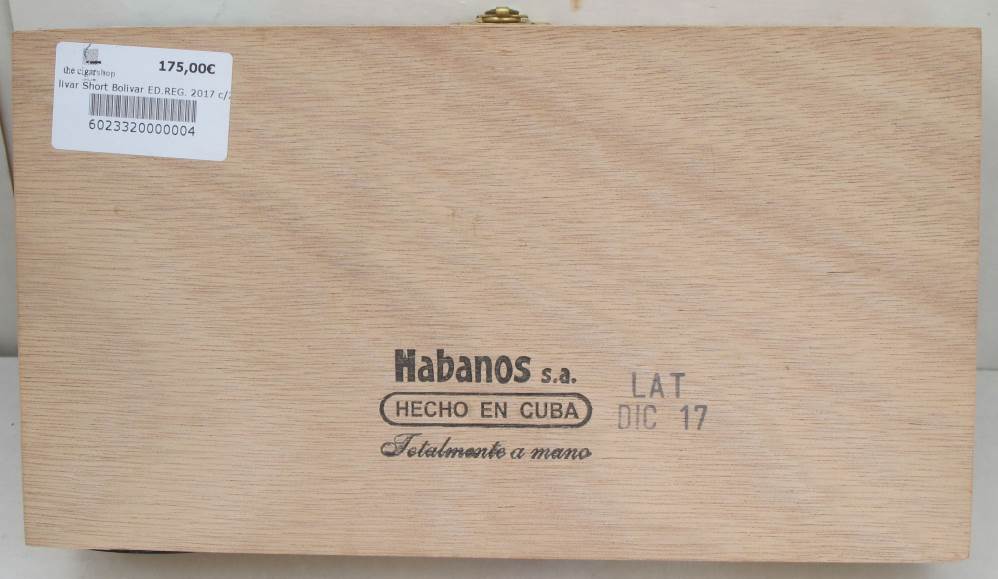 175,00€
the cigarshop
livar Short Bolivar ED.REG. 2017 c/
6023320000004
Habanos s.a.
HECHO EN CUBA
Totalmente a mano
LAT
DIC 17